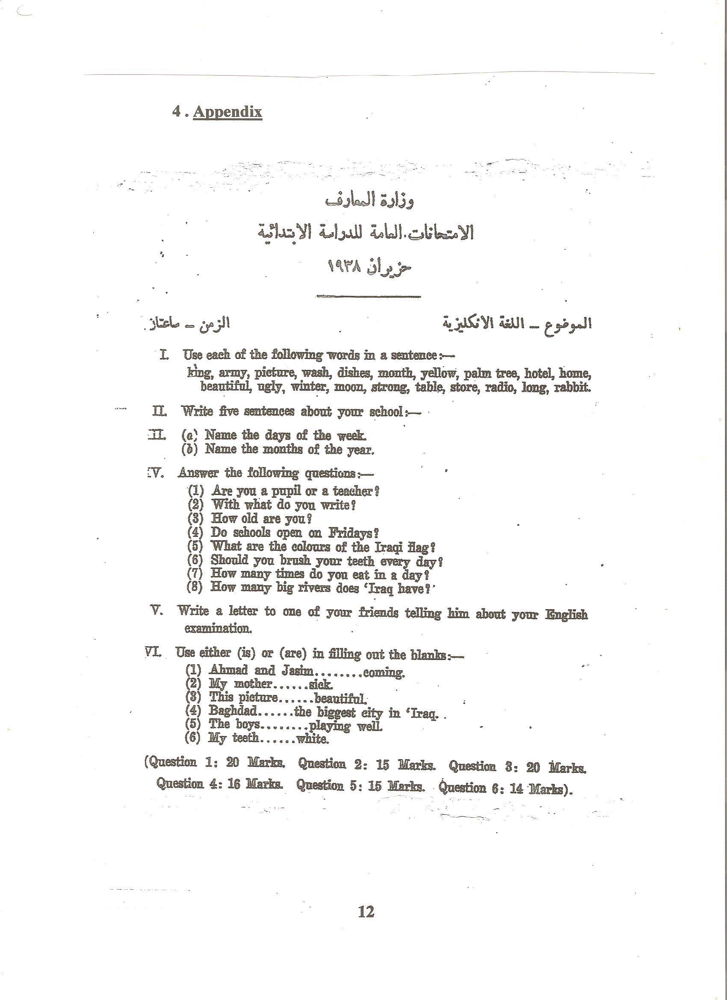 4 . Appendix
وزارة المعارف
الامتحانات العامة للدراسة الابتدائية
حزيران ١٩٣٨
الموضوع ـ اللغة الانكليزية الزمن ـ ساعتان.
I. Use each of the following words in a sentence:—
king, army, picture, wash, dishes, month, yellow, palm tree, hotel, home,
beautiful, ugly, winter, moon, strong, table, store, radio, long, rabbit.
II. Write five sentences about your school:—
II. (a) Name the days of the week.
(b) Name the months of the year.
IV. Answer the following questions:—
(1) Are you a pupil or a teacher?
(2) With what do you write?
(3) How old are you?
(4) Do schools open on Fridays?
(5) What are the colours of the Iraqi flag?
(6) Should you brush your teeth every day?
(7) How many times do you eat in a day?
(8) How many big rivers does ‘Iraq have?
V. Write a letter to one of your friends telling him about your English
examination.
VI. Use either (is) or (are) in filling out the blanks:—
(1) Ahmad and Jasim........coming.
(2) My mother......sick.
(3) This picture......beautiful.
(4) Baghdad......the biggest city in ‘Iraq.
(5) The boys........playing well.
(6) My teeth......white.
(Question 1: 20 Marks. Question 2: 15 Marks. Question 3: 20 Marks.
Question 4: 16 Marks. Question 5: 15 Marks. Question 6: 14 Marks).
12